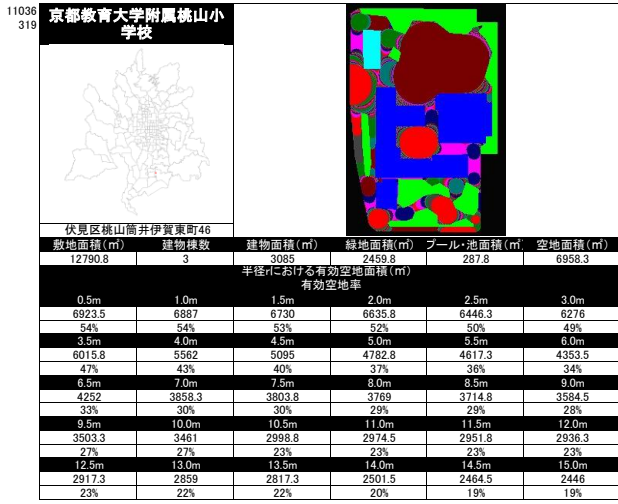 11036
319
京都教育大学附属桃山小
学校
伏見区桃山筒井伊賀東町46
敷地面積(㎡) 建物棟数 建物面積(㎡) 緑地面積(㎡) プール・池面積(㎡) 空地面積(㎡)
12790.8 3 3085 2459.8 287.8 6958.3
半径rにおける有効空地面積(㎡)
有効空地率
0.5m 1.0m 1.5m 2.0m 2.5m 3.0m
6923.5 6887 6730 6635.8 6446.3 6276
54% 54% 53% 52% 50% 49%
3.5m 4.0m 4.5m 5.0m 5.5m 6.0m
6015.8 5562 5095 4782.8 4617.3 4353.5
47% 43% 40% 37% 36% 34%
6.5m 7.0m 7.5m 8.0m 8.5m 9.0m
4252 3858.3 3803.8 3769 3714.8 3584.5
33% 30% 30% 29% 29% 28%
9.5m 10.0m 10.5m 11.0m 11.5m 12.0m
3503.3 3461 2998.8 2974.5 2951.8 2936.3
27% 27% 23% 23% 23% 23%
12.5m 13.0m 13.5m 14.0m 14.5m 15.0m
2917.3 2859 2817.3 2501.5 2464.5 2446
23% 22% 22% 20% 19% 19%